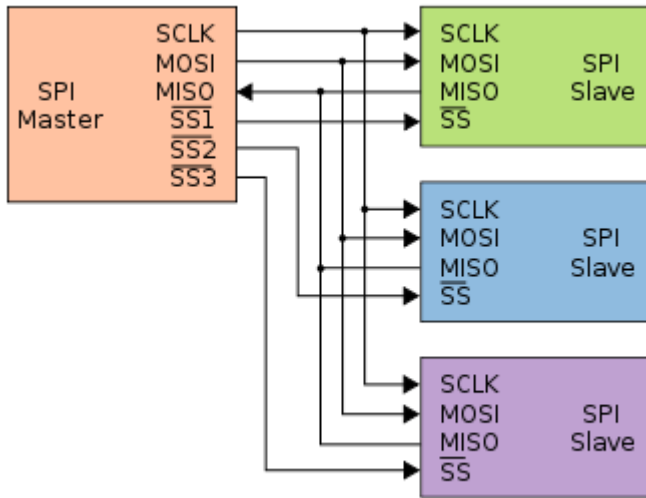 SCLK
MOSI
MISO
SS1
SS2
SS3
SPI
Master
SCLK
MOSI
MISO
SS
SPI
Slave
SCLK
MOSI
MISO
SS
SPI
Slave
SCLK
MOSI
MISO
SS
SPI
Slave